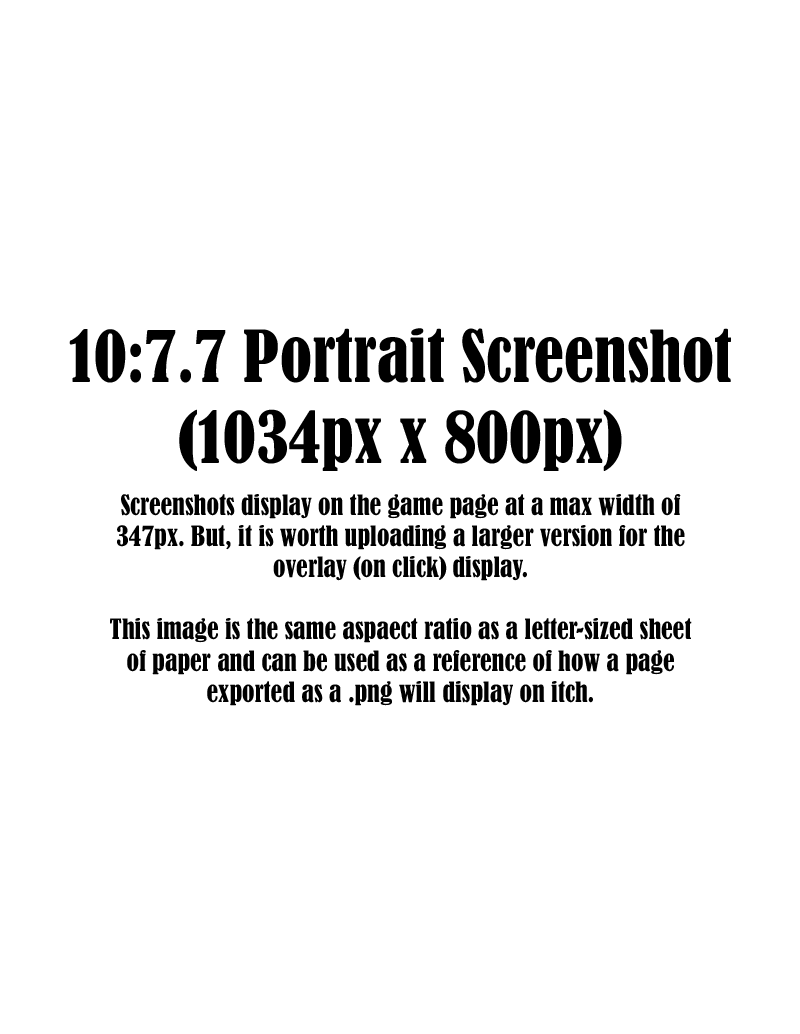 10:7.7 Portrait Screenshot
(1034px x 800px)
Screenshots display on the game page at a max width of
347px. But, it is worth uploading a larger version for the
overlay (on click) display.
This image is the same aspaect ratio as a letter-sized sheet
of paper and can be used as a reference of how a page
exported as a .png will display on itch.